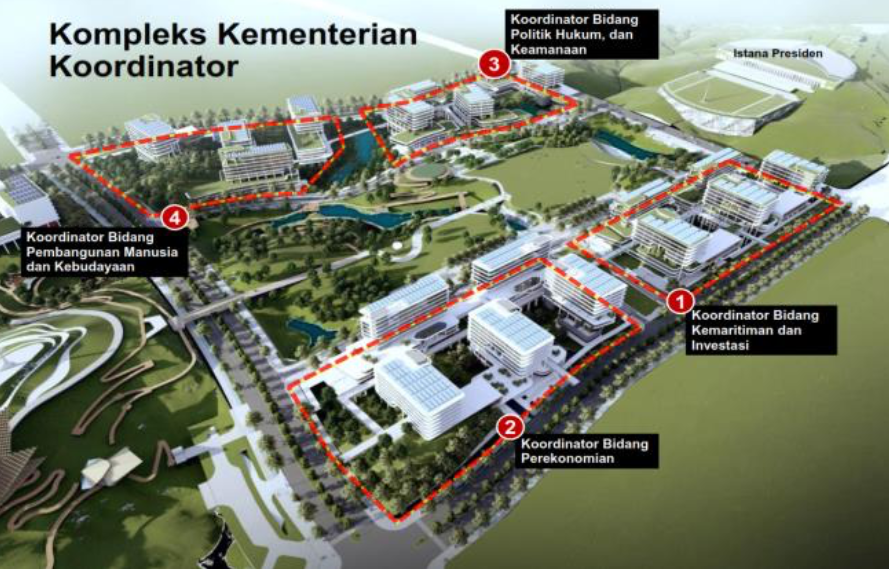 Kompleks Kementerian
Koordinator
3
Koordinator Bidang
Politik Hukum, dan
Keamanaan
Istana Presiden
4
Koordinator Bidang
Pembangunan Manusia
dan Kebudayaan
1
Koordinator Bidang
Kemaritiman dan
Investasi
2
Koordinator Bidang
Perekonomian